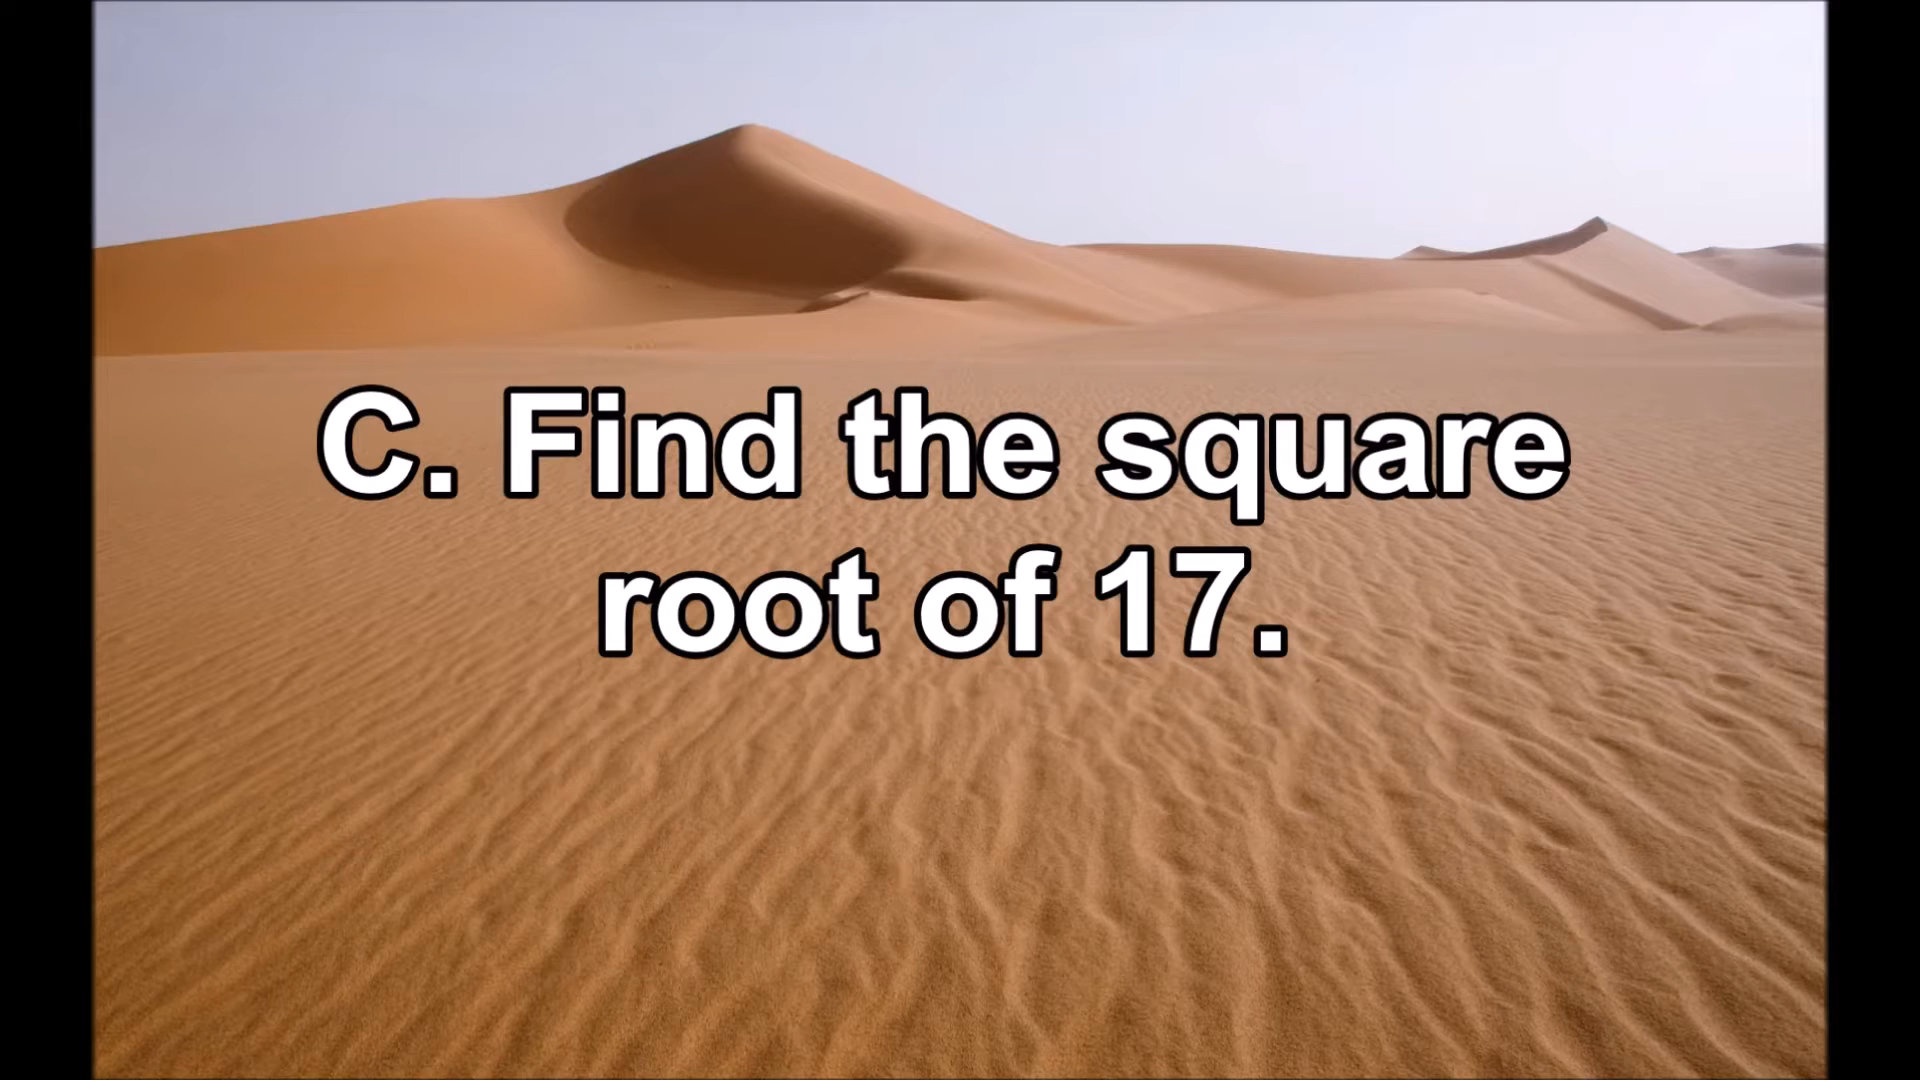 C. Find the square
root of 17.